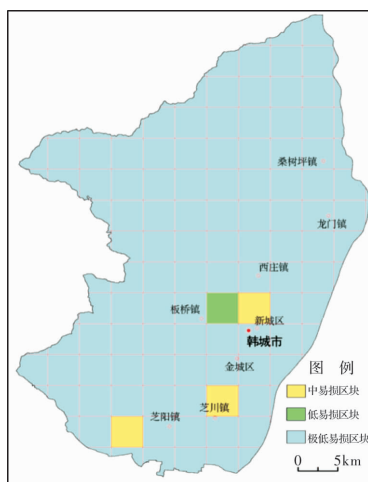 桑树坪镇
龙门镇
西庄镇
板桥镇
新城区
韩城市
金城区
芝川镇
芝阳镇
图 例
中易损区块
低易损区块
极低易损区块
0 5km